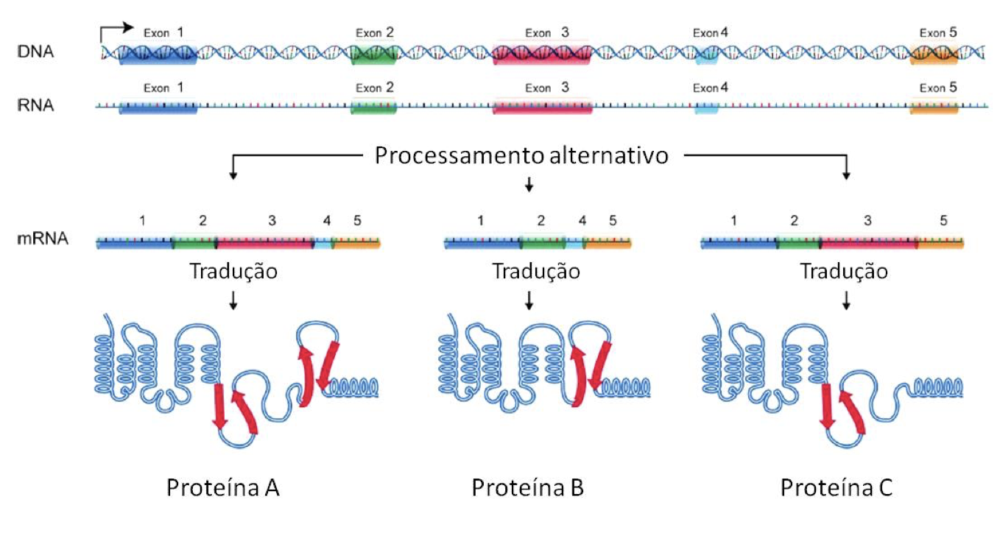 Exon 1 Exon 2 Exon 3 Exon 4 Exon 5
DNA
Exon 1 Exon 2 Exon 3 Exon 4 Exon 5
RNA
Processamento alternativo
1 2 3 4 5 1 2 4 5 1 2 3 5
mRNA
Tradução Tradução Tradução
Proteína A Proteína B Proteína C